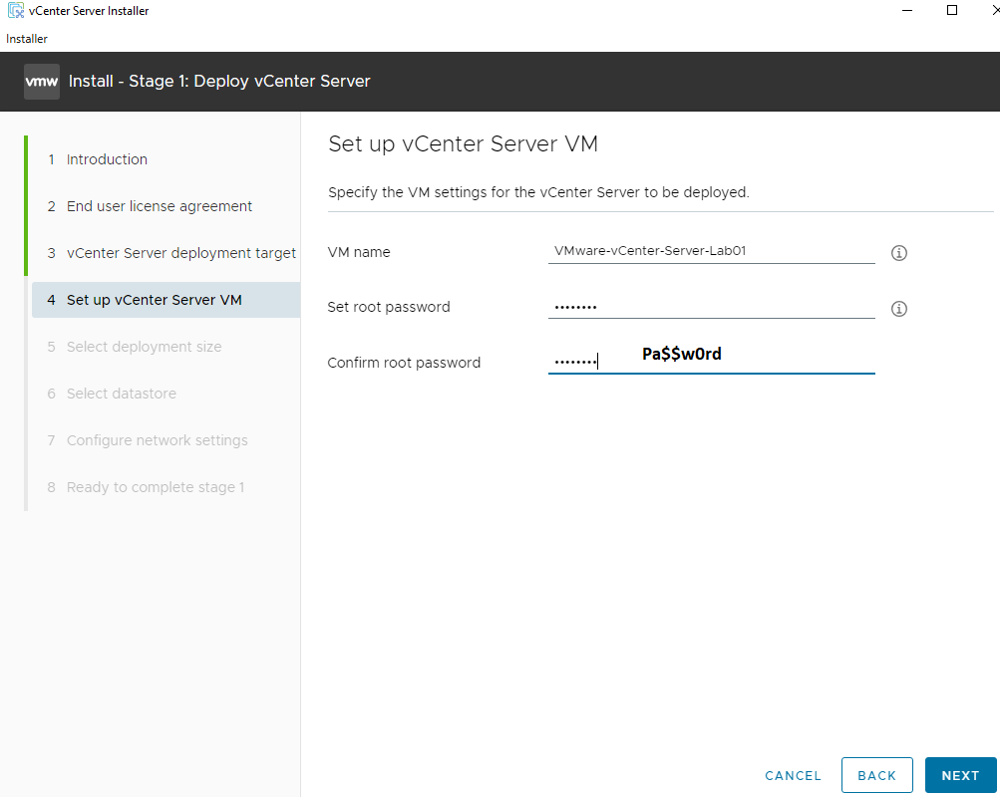 vCenter Server Installer
Installer
vmw Install - Stage 1: Deploy vCenter Server
1 Introduction
2 End user license agreement
3 vCenter Server deployment target
4 Set up vCenter Server VM
5 Select deployment size
6 Select datastore
7 Configure network settings
8 Ready to complete stage 1
Set up vCenter Server VM
Specify the VM settings for the vCenter Server to be deployed.
VM name VMware-vCenter-Server-Lab01
Set root password ••••••••
Confirm root password •••••••• Pa$$w0rd
CANCEL BACK NEXT